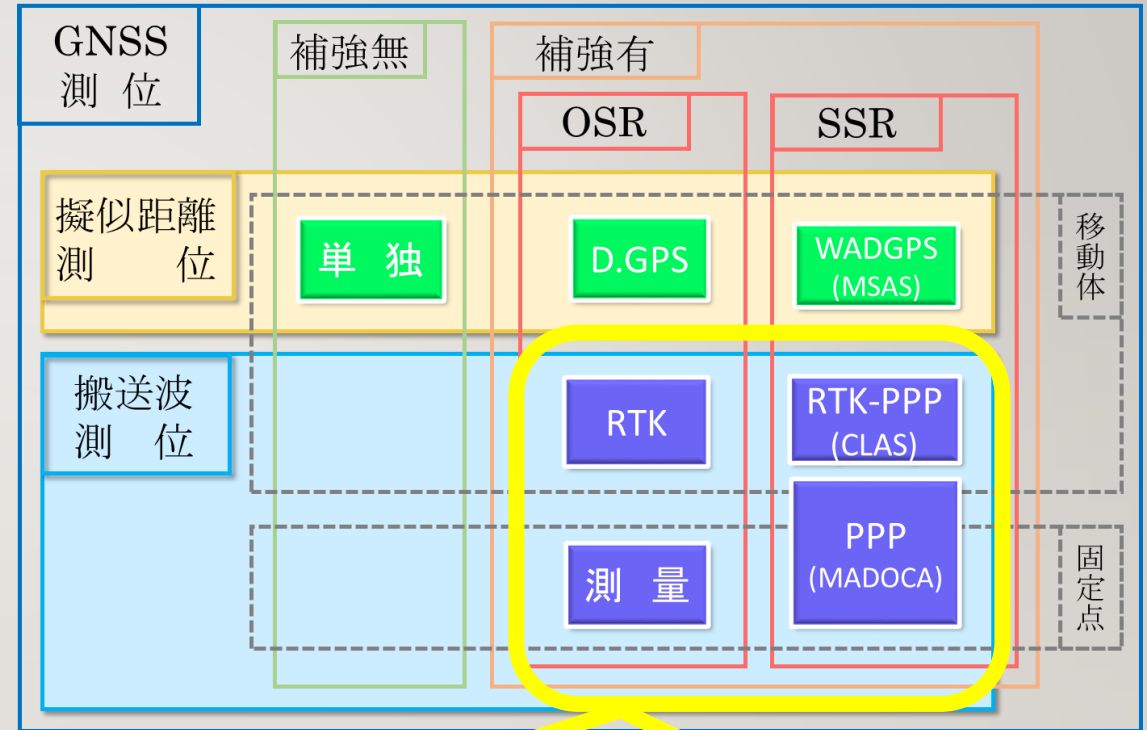 GNSS
測 位
補強無
補強有
OSR
SSR
擬似距離
測 位
単 独
D.GPS
WADGPS
(MSAS)
移動体
搬送波
測 位
RTK
RTK-PPP
(CLAS)
測 量
PPP
(MADOCA)
固定点